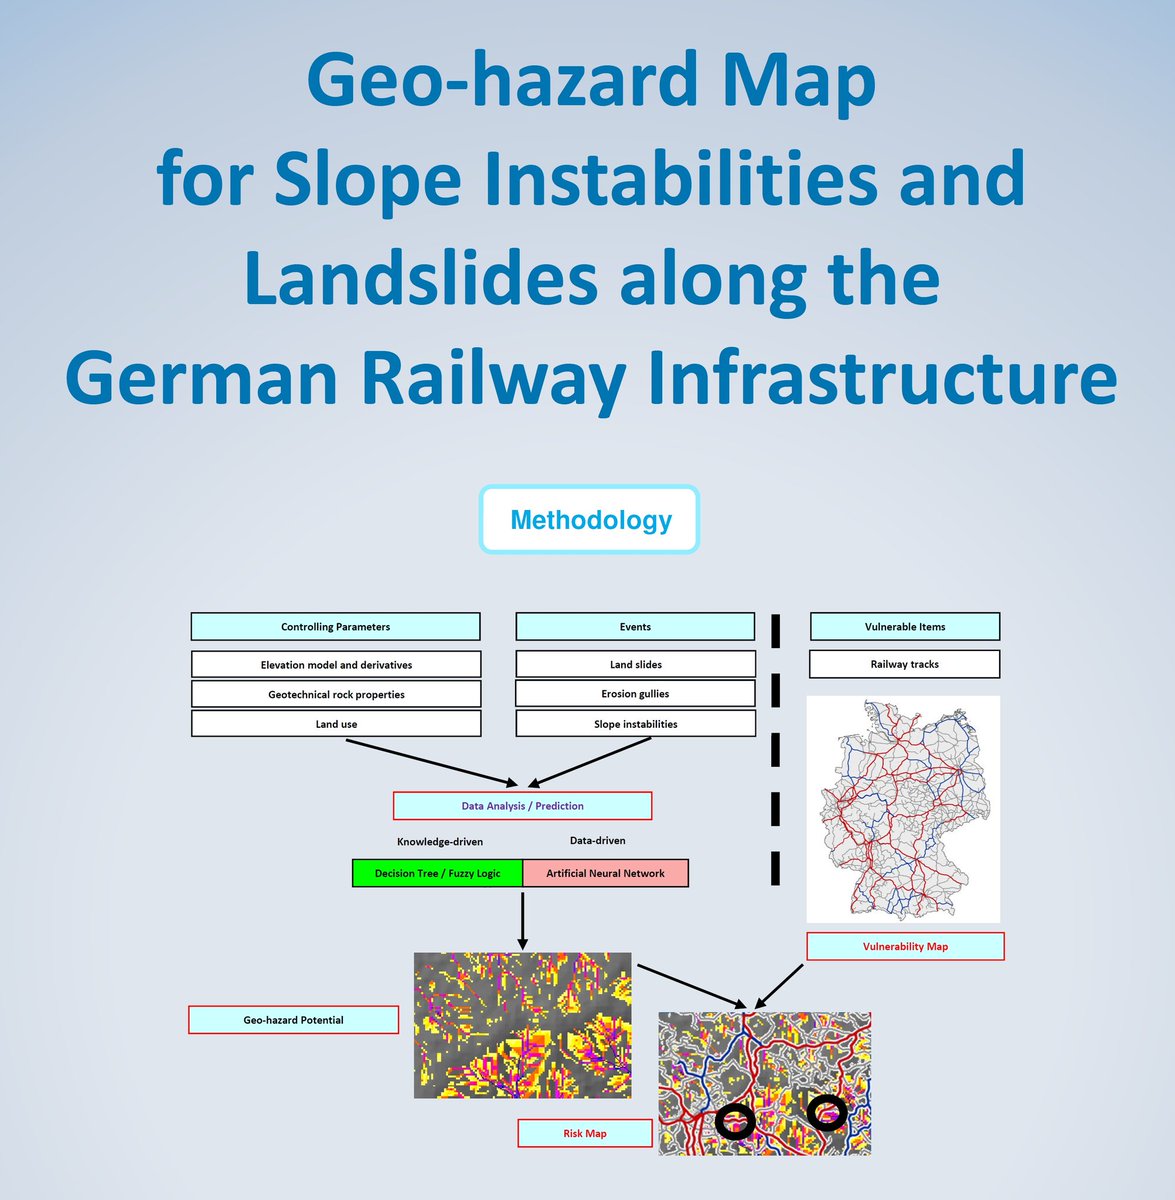 Geo-hazard Map
for Slope Instabilities and
Landslides along the
German Railway Infrastructure
Methodology
Controlling Parameters
Elevation model and derivatives
Geotechnical rock properties
Land use
Events
Land slides
Erosion gullies
Slope instabilities
Vulnerable Items
Railway tracks
Data Analysis / Prediction
Knowledge-driven
Data-driven
Decision Tree / Fuzzy Logic
Artificial Neural Network
Vulnerability Map
Geo-hazard Potential
Risk Map